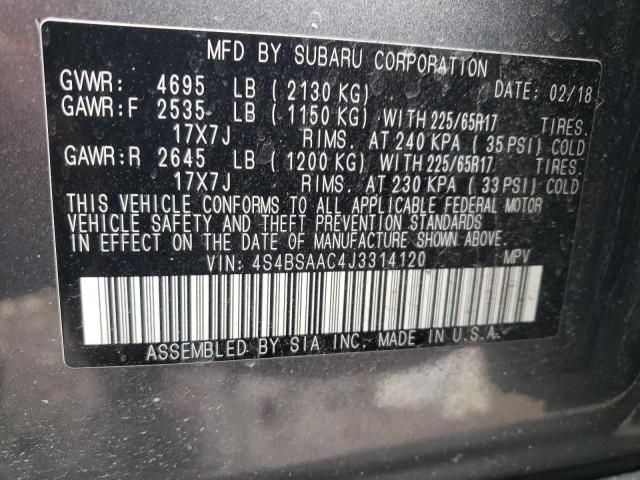 MFD BY SUBARU CORPORATION
GVWR: 4695 LB ( 2130 KG) DATE: 02/18
GAWR:F 2535 LB ( 1150 KG) WITH 225/65R17 TIRES.
17X7J RIMS. AT 240 KPA ( 35 PSI) COLD
GAWR:R 2645 LB ( 1200 KG) WITH 225/65R17 TIRES.
17X7J RIMS. AT 230 KPA ( 33 PSI) COLD
THIS VEHICLE CONFORMS TO ALL APPLICABLE FEDERAL MOTOR
VEHICLE SAFETY AND THEFT PREVENTION STANDARDS
IN EFFECT ON THE DATE OF MANUFACTURE SHOWN ABOVE.
VIN: 4S4BSAAC4J3314120 MPV
ASSEMBLED BY SIA INC. MADE IN U.S.A.